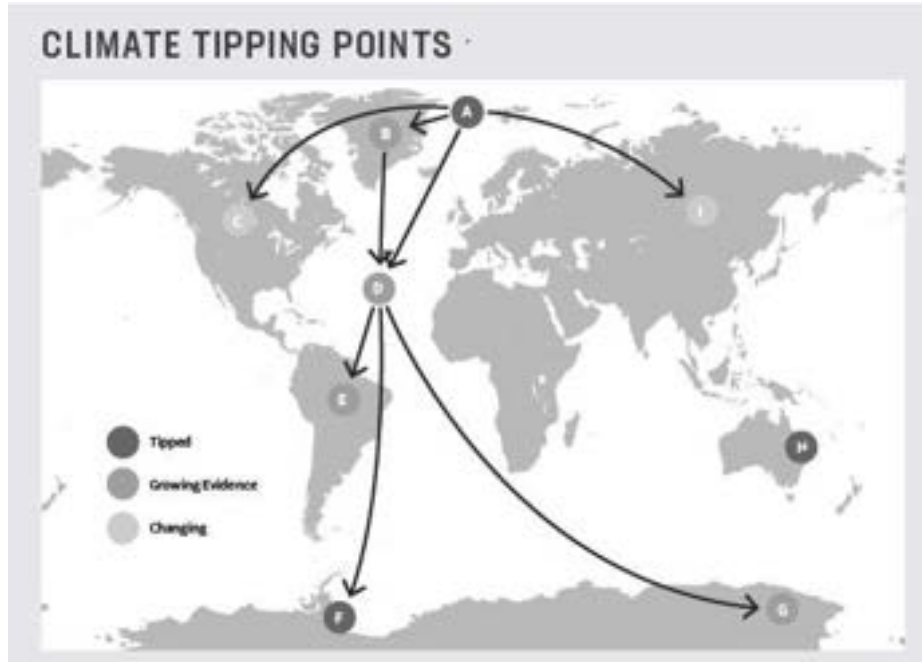 CLIMATE TIPPING POINTS
A
B
C
I
D
E
H
Tipped
Growing Evidence
Changing
F
G